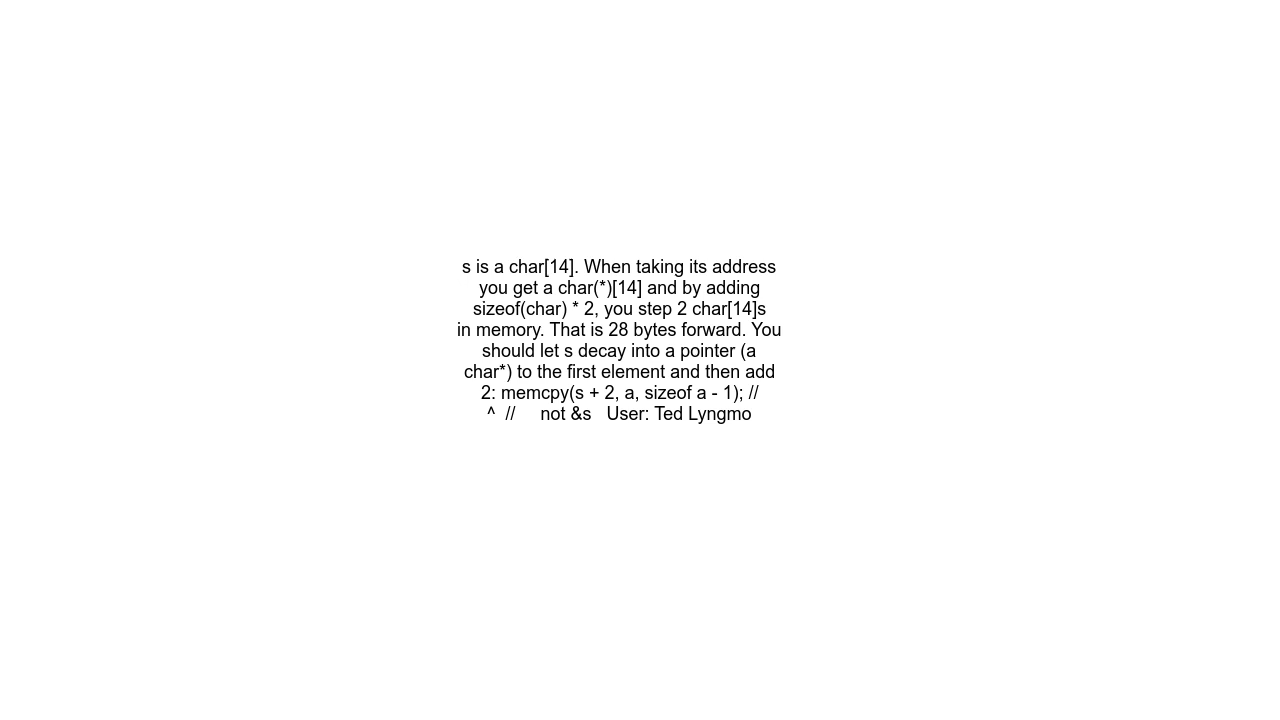 s is a char[14]. When taking its address
you get a char(*)[14] and by adding
sizeof(char) * 2, you step 2 char[14]s
in memory. That is 28 bytes forward. You
should let s decay into a pointer (a
char*) to the first element and then add
2: memcpy(s + 2, a, sizeof a - 1); //
^  //     not &s   User: Ted Lyngmo